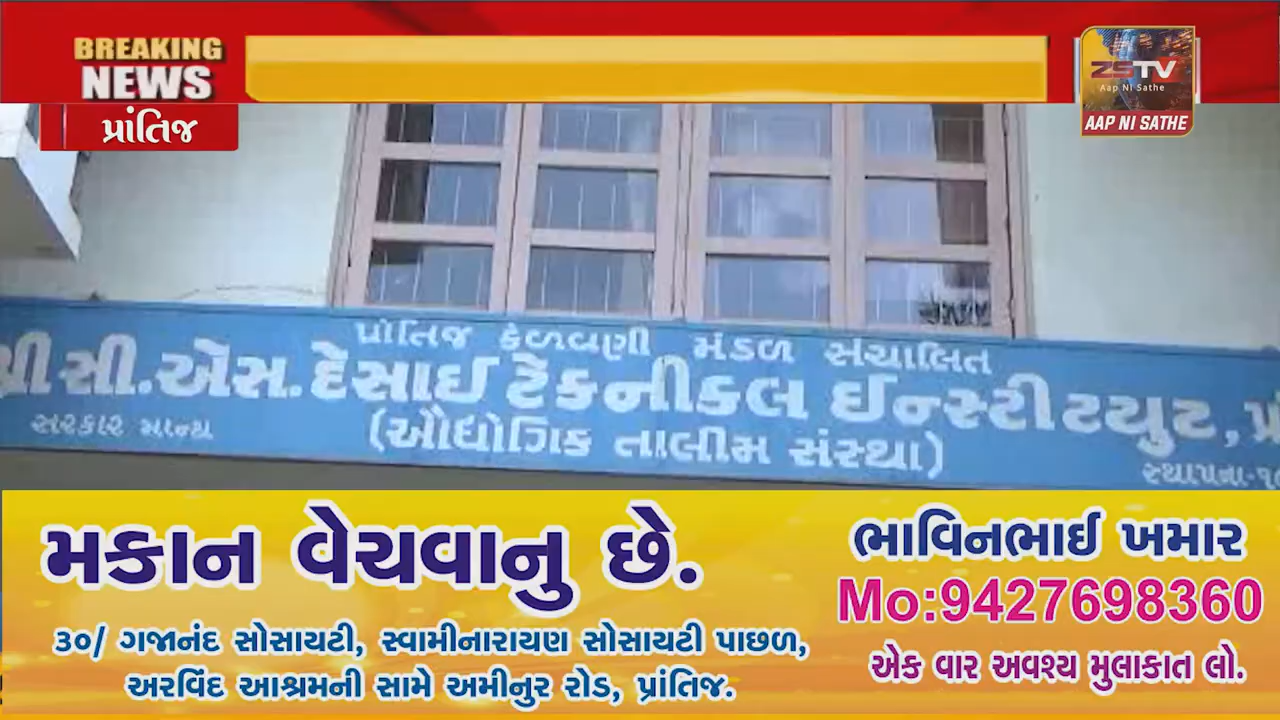 BREAKING
NEWS
પ્રાંતિજ
ZSTV
Aap Ni Sathe
AAP NI SATHE
પ્રાંતિજ કેળવણી મંડળ સંચાલિત
શ્રી સી.એસ.દેસાઈ ટેકનીકલ ઈન્સ્ટીટયુટ,
સરકાર માન્ય
(ઔદ્યોગિક તાલીમ સંસ્થા)
સ્થાપના-
મકાન વેચવાનુ છે.
૩૦/ ગજાનંદ સોસાયટી, સ્વામીનારાયણ સોસાયટી પાછળ,
અરવિંદ આશ્રમની સામે અમીનુર રોડ, પ્રાંતિજ.
ભાવિનભાઈ ખમાર
Mo:9427698360
એક વાર અવશ્ય મુલાકાત લો.